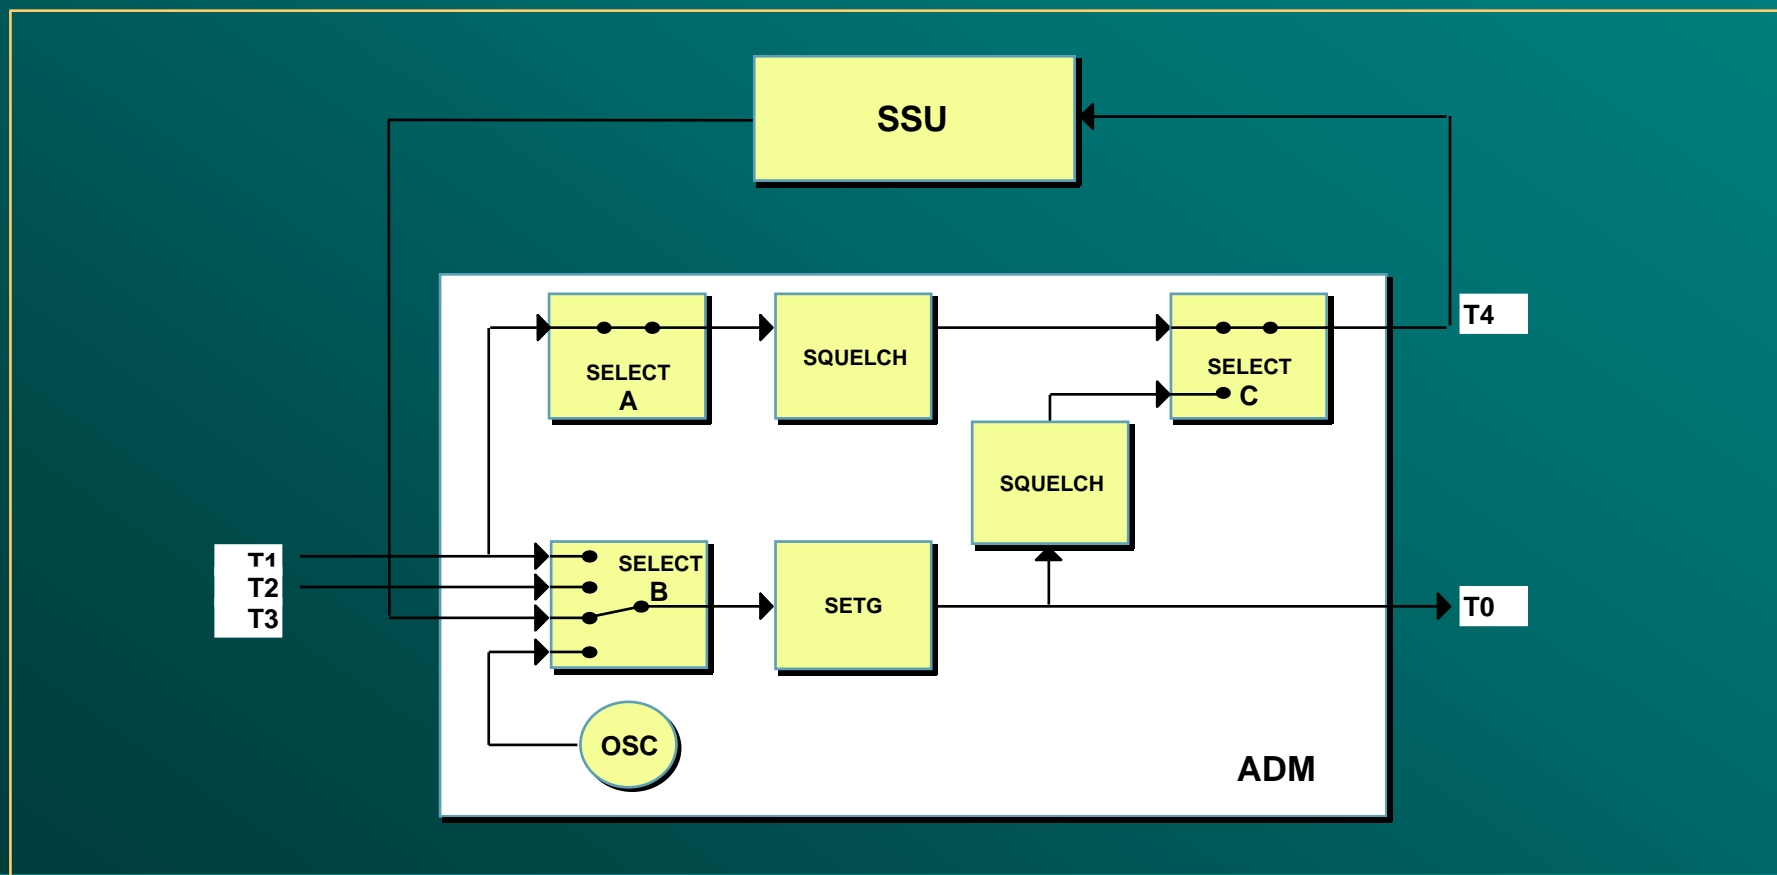 SSU
T4
SQUELCH
SELECT
A
SELECT
C
SQUELCH
T1
T2
T3
SELECT
B
SETG
T0
OSC
ADM